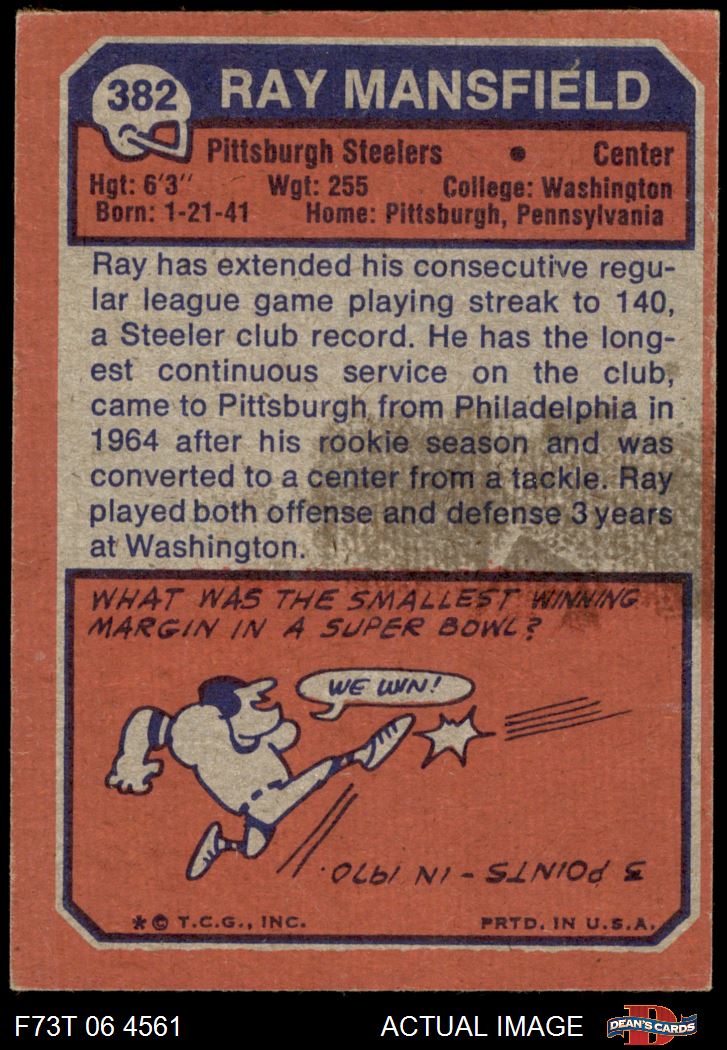 382
RAY MANSFIELD
Pittsburgh Steelers • Center
Hgt: 6'3" Wgt: 255 College: Washington
Born: 1-21-41 Home: Pittsburgh, Pennsylvania
Ray has extended his consecutive regu-
lar league game playing streak to 140,
a Steeler club record. He has the long-
est continuous service on the club,
came to Pittsburgh from Philadelphia in
1964 after his rookie season and was
converted to a center from a tackle. Ray
played both offense and defense 3 years
at Washington.
WHAT WAS THE SMALLEST WINNING
MARGIN IN A SUPER BOWL?
WE WIN!
3 POINTS - IN 1970.
* © T.C.G., INC. PRTD. IN U.S.A.
F73T 06 4561 ACTUAL IMAGE
D
DEAN'S CARDS